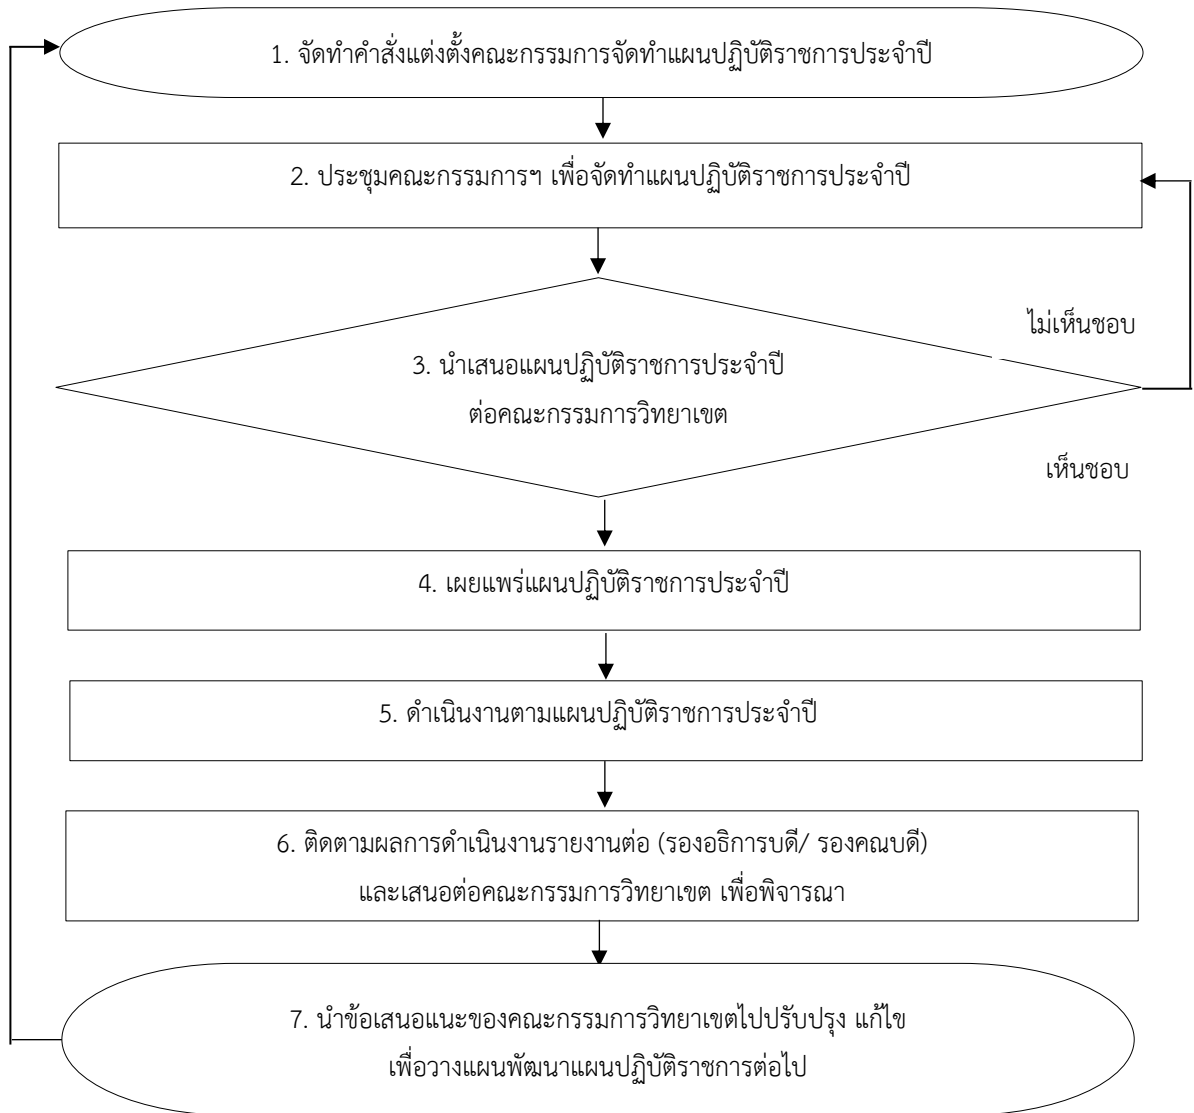 1. จัดทำคำสั่งแต่งตั้งคณะกรรมการจัดทำแผนปฏิบัติราชการประจำปี
2. ประชุมคณะกรรมการฯ เพื่อจัดทำแผนปฏิบัติราชการประจำปี
ไม่เห็นชอบ
3. นำเสนอแผนปฏิบัติราชการประจำปี
ต่อคณะกรรมการวิทยาเขต
เห็นชอบ
4. เผยแพร่แผนปฏิบัติราชการประจำปี
5. ดำเนินงานตามแผนปฏิบัติราชการประจำปี
6. ติดตามผลการดำเนินงานรายงานต่อ (รองอธิการบดี/ รองคณบดี)
และเสนอต่อคณะกรรมการวิทยาเขต เพื่อพิจารณา
7. นำข้อเสนอแนะของคณะกรรมการวิทยาเขตไปปรับปรุง แก้ไข
เพื่อวางแผนพัฒนาแผนปฏิบัติราชการต่อไป